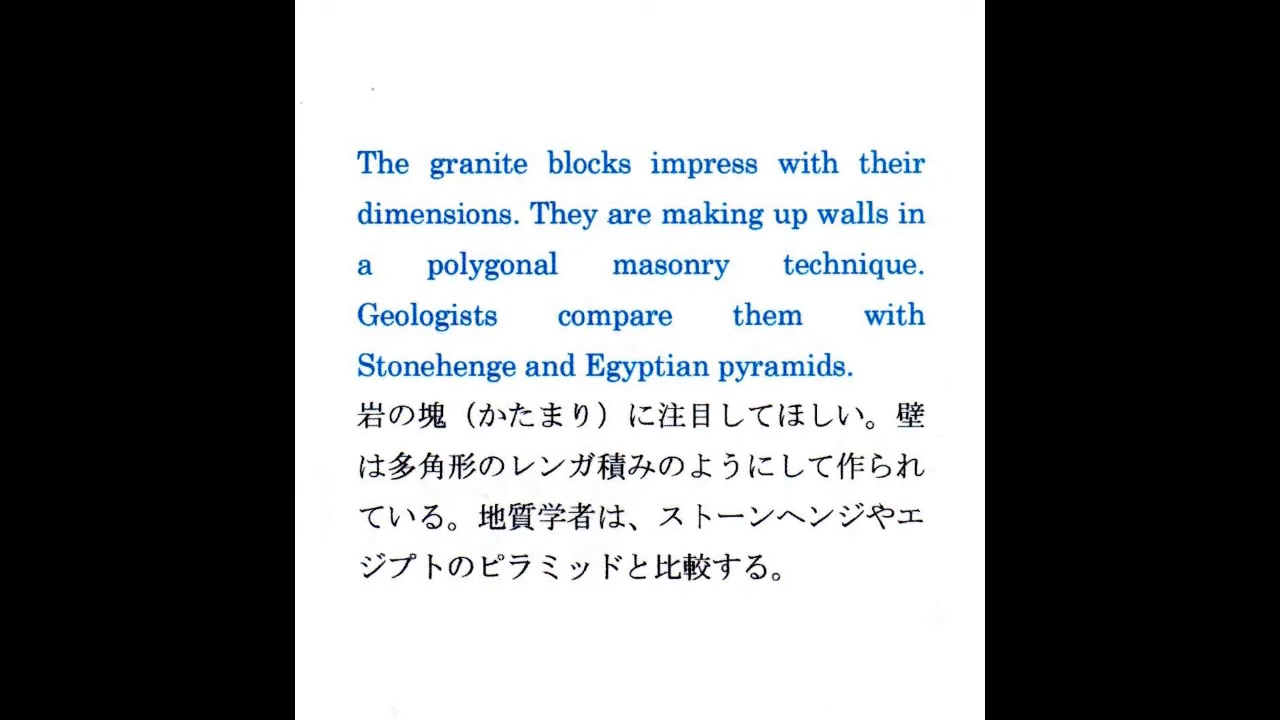 The granite blocks impress with their
dimensions. They are making up walls in
a polygonal masonry technique.
Geologists compare them with
Stonehenge and Egyptian pyramids.
岩の塊（かたまり）に注目してほしい。壁
は多角形のレンガ積みのようにして作られ
ている。地質学者は、ストーンヘンジやエ
ジプトのピラミッドと比較する。